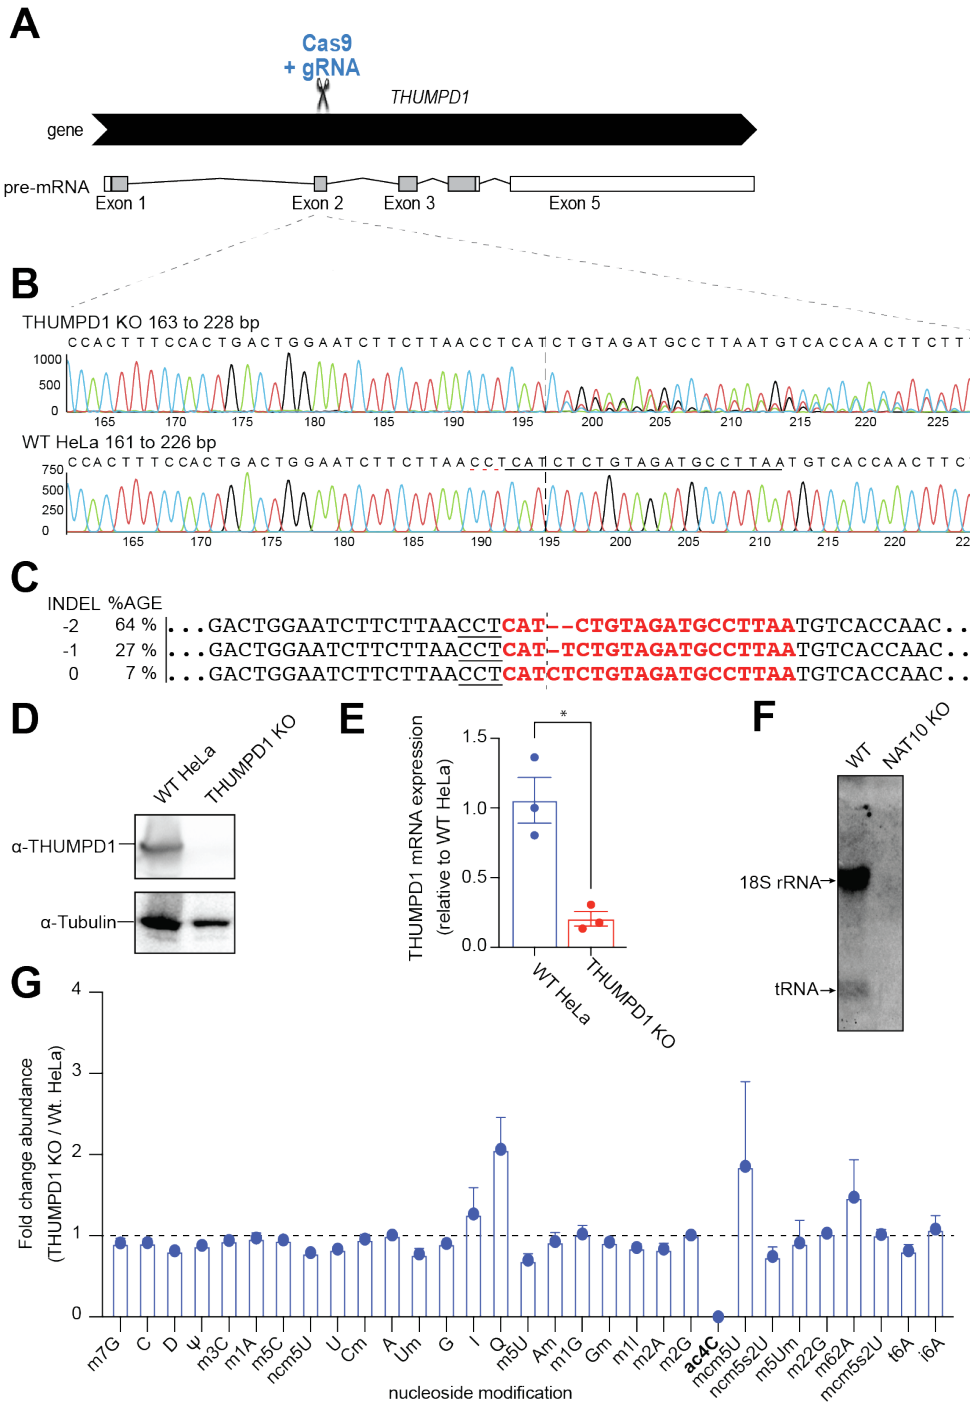 A
Cas9
+ gRNA
THUMPD1
gene
pre-mRNA
Exon 1
Exon 2
Exon 3
Exon 5
B
THUMPD1 KO 163 to 228 bp
C C A C T T T C C A C T G A C T G G A A T C T T C T T A A C C T C A T C T G T A G A T G C C T T A A T G T C A C C A A C T T C T T T
1000
500
0
165 170 175 180 185 190 195 200 205 210 215 220 225
WT HeLa 161 to 226 bp
C C A C T T T C C A C T G A C T G G A A T C T T C T T A A C C T C A T C T C T G T A G A T G C C T T A A T G T C A C C A A C T T C T
750
500
250
0
165 170 175 180 185 190 195 200 205 210 215 220 22
C
INDEL %AGE
-2 64 % ...GACTGGAATCTTCTTAACCTCAT--CTGTAGATGCCTTAATGTCACCAAC...
-1 27 % ...GACTGGAATCTTCTTAACCTCAT-TCTGTAGATGCCTTAATGTCACCAAC...
0 7 % ...GACTGGAATCTTCTTAACCTCATCTCTGTAGATGCCTTAATGTCACCAAC...
D
WT HeLa
THUMPD1 KO
α-THUMPD1
α-Tubulin
E
THUMPD1 mRNA expression
(relative to WT HeLa)
1.5
1.0
0.5
0.0
*
WT HeLa
THUMPD1 KO
F
WT
NAT10 KO
18S rRNA
tRNA
G
Fold change abundance
(THUMPD1 KO / Wt. HeLa)
4
3
2
1
0
m7G C D Ψ m3C m1A m5C ncm5U U Cm A Um G I Q m5U Am m1G Gm m1I m2A m2G ac4C mcm5U ncm5s2U m5Um m22G m62A mcm5s2U t6A i6A
nucleoside modification